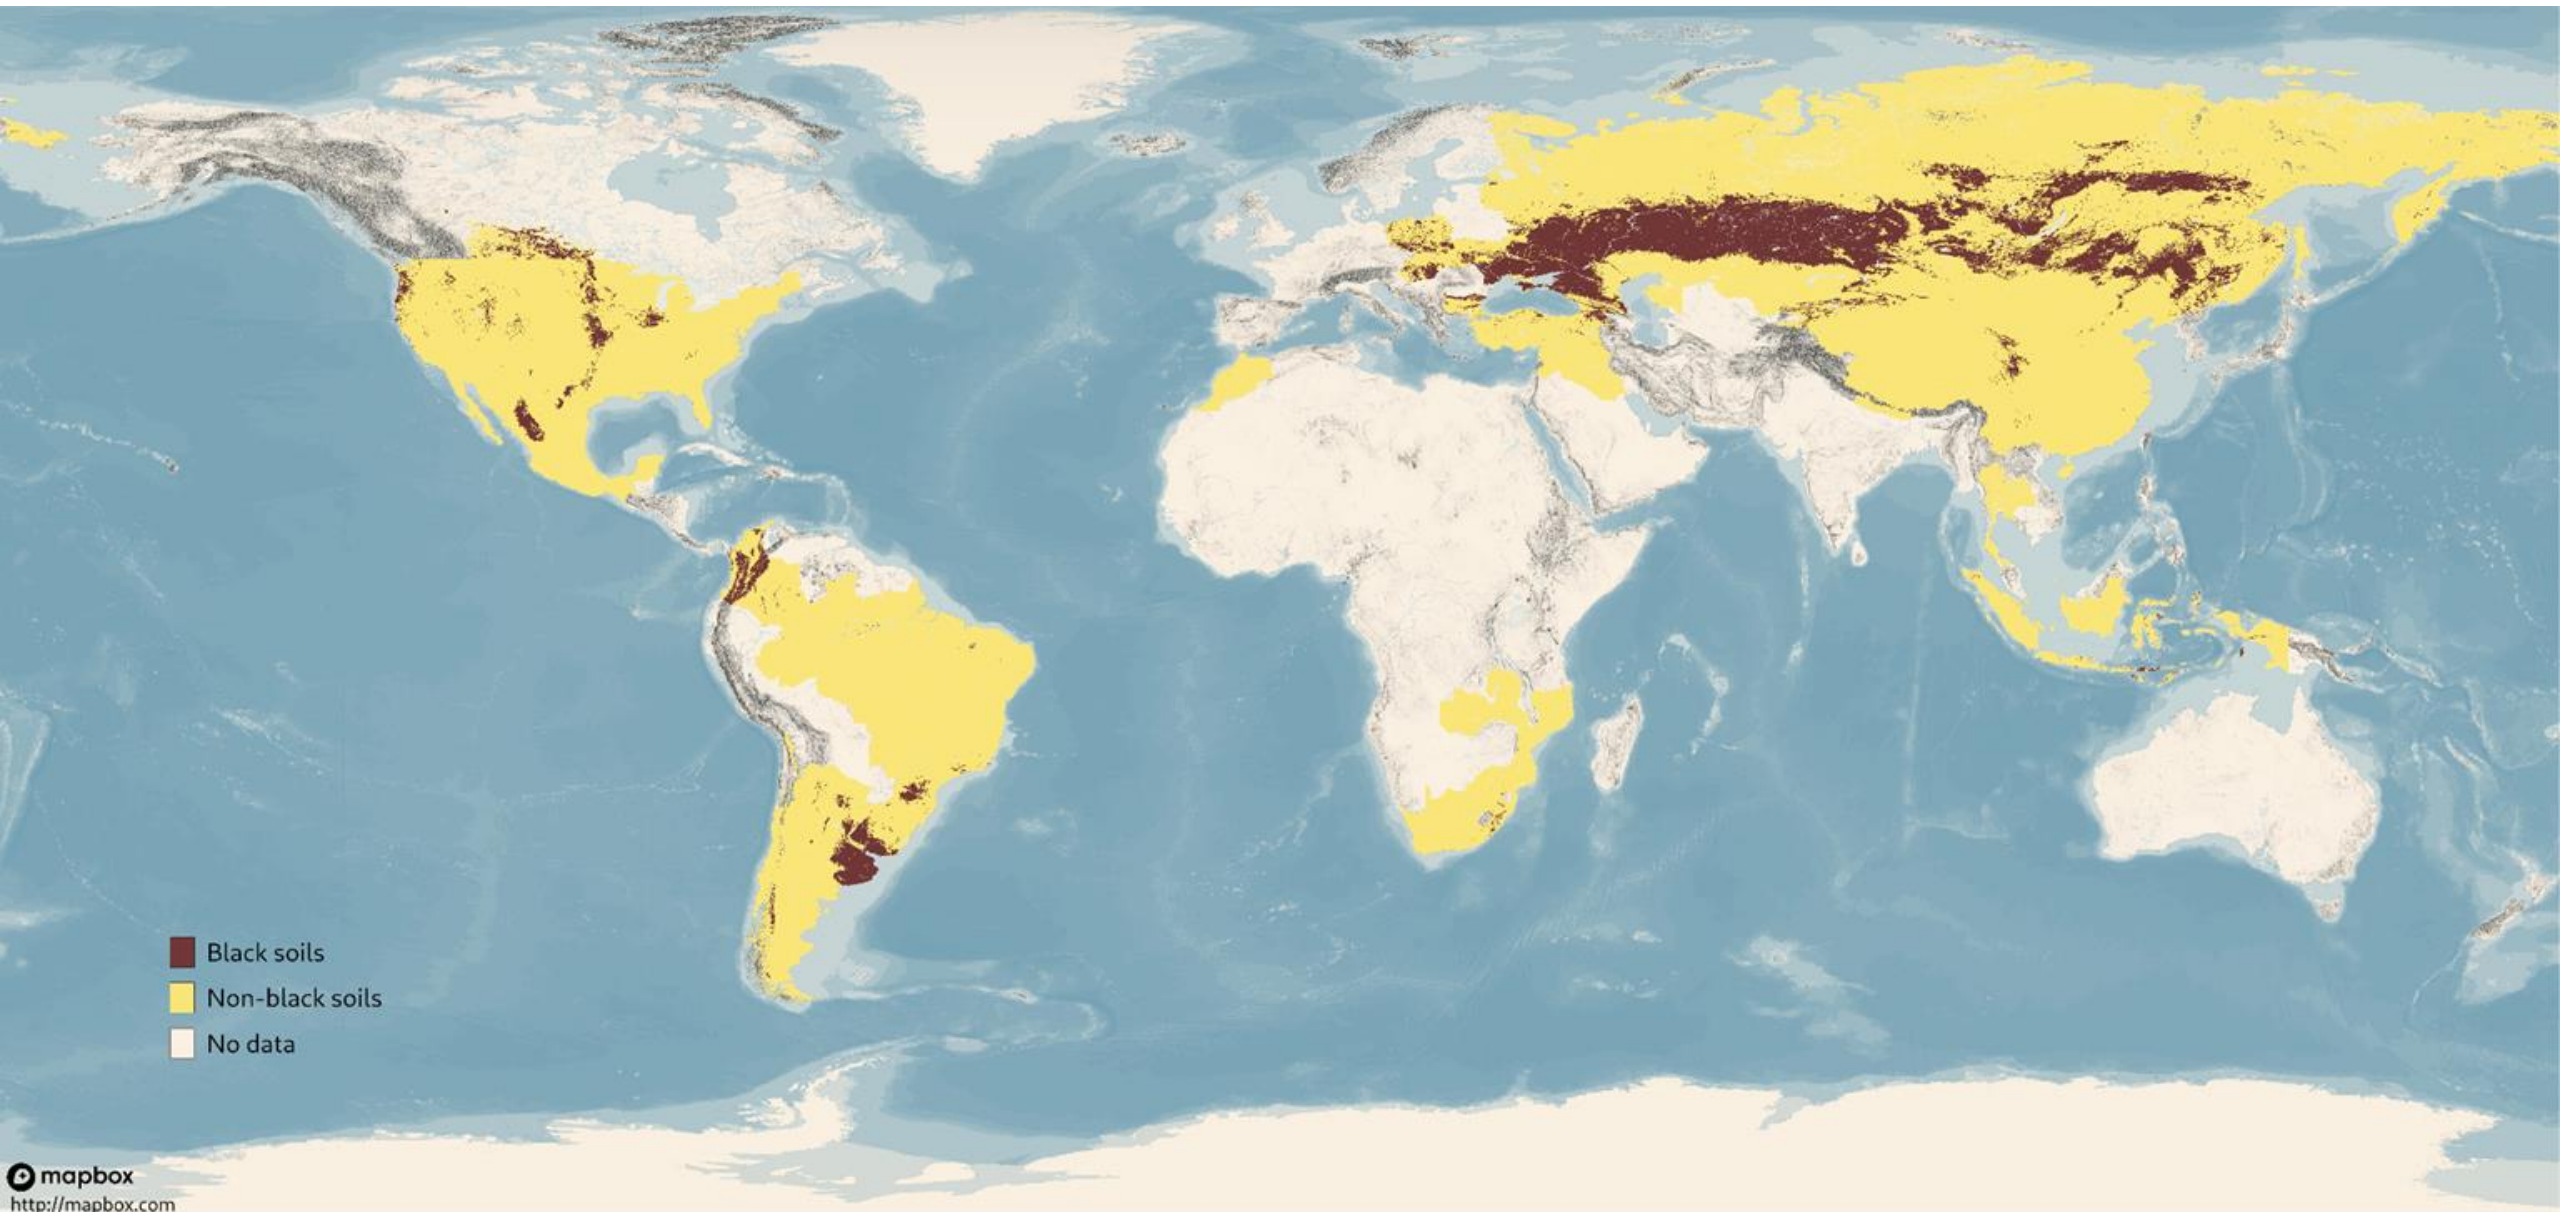 Black soils
Non-black soils
No data
mapbox
http://mapbox.com